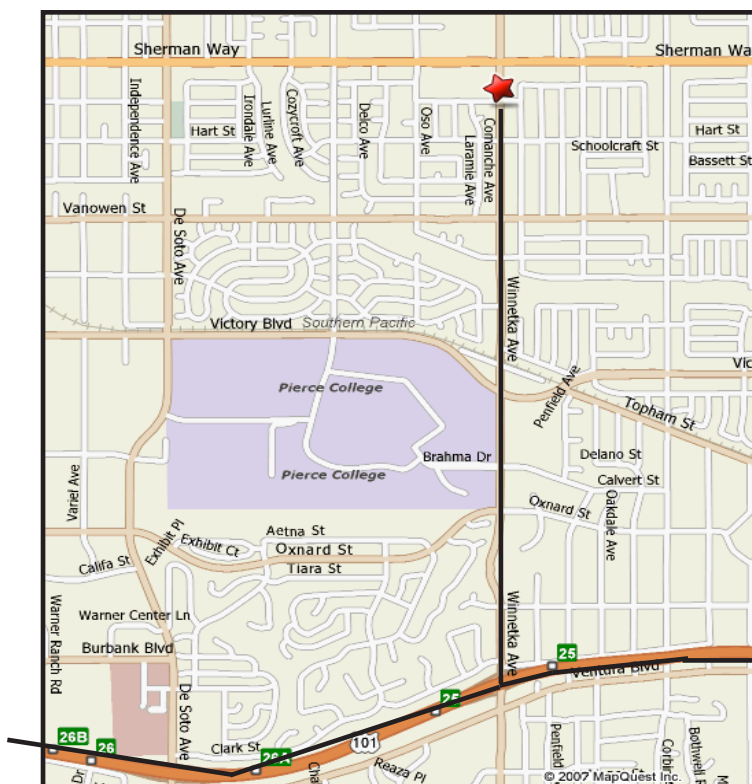 Sherman Way
Sherman Wa
Independence Ave
Irondale Ave
Lurline Ave
Cozycroft Ave
Delco Ave
Oso Ave
Laramie Ave
Comanche Ave
Hart St
Hart St
Schoolcraft St
Bassett St
Vanowen St
De Soto Ave
Winnetka Ave
Victory Blvd
Southern Pacific
Vic
Pierce College
Penfield Ave
Topham St
Brahma Dr
Pierce College
Delano St
Calvert St
Variel Ave
Oxnard St
Oakdale Ave
Exhibit Pl
Exhibit Ct
Aetna St
Oxnard St
Tiara St
Califa St
Warner Ranch Rd
Warner Center Ln
Winnetka Ave
Burbank Blvd
25
Ventura Blvd
De Soto Ave
25
26B
26
Clark St
26A
101
Reaza Pl
Dr
Cha
Penfield
Corbin
Bothwell
© 2007 MapQuest Inc.